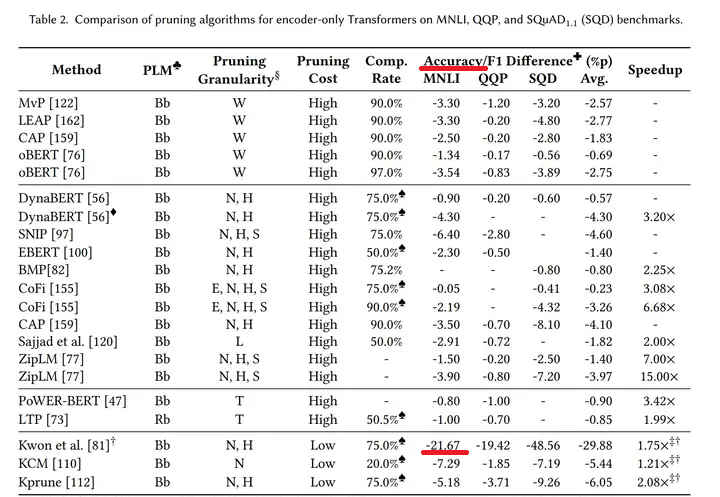 Table 2. Comparison of pruning algorithms for encoder-only Transformers on MNLI, QQP, and SQuAD1.1 (SQD) benchmarks.
Method PLM♣ Pruning Granularity§ Pruning Cost Comp. Rate Accuracy/F1 Difference✚ (%p) Speedup
MNLI QQP SQD Avg.
MvP [122] Bb W High 90.0% -3.30 -1.20 -3.20 -2.57 -
LEAP [162] Bb W High 90.0% -3.30 -0.20 -4.80 -2.77 -
CAP [159] Bb W High 90.0% -2.50 -0.20 -2.80 -1.83 -
oBERT [76] Bb W High 90.0% -1.34 -0.17 -0.56 -0.69 -
oBERT [76] Bb W High 97.0% -3.54 -0.83 -3.89 -2.75 -
DynaBERT [56] Bb N, H High 75.0%♠ -0.90 -0.20 -0.60 -0.57 -
DynaBERT [56]♦ Bb N, H High 75.0%♠ -4.30 - - -4.30 3.20×
SNIP [97] Bb N, H, S High 75.0% -6.40 -2.80 - -4.60 -
EBERT [100] Bb N, H High 50.0%♠ -2.30 -0.50 -1.40 -
BMP[82] Bb N, H High 75.2% - - -0.80 -0.80 2.25×
CoFi [155] Bb E, N, H, S High 75.0%♠ -0.05 - -0.41 -0.23 3.08×
CoFi [155] Bb E, N, H, S High 90.0%♠ -2.19 - -4.32 -3.26 6.68×
CAP [159] Bb N, H High 90.0% -3.50 -0.70 -8.10 -4.10 -
Sajjad et al. [120] Bb L High 50.0% -2.91 -0.72 - -1.82 2.00×
ZipLM [77] Bb N, H, S High - -1.50 -0.20 -2.50 -1.40 7.00×
ZipLM [77] Bb N, H, S High - -3.90 -0.80 -7.20 -3.97 15.00×
PoWER-BERT [47] Bb T High - -0.80 -1.00 - -0.90 3.42×
LTP [73] Rb T High 50.5%♠ -1.00 -0.70 - -0.85 1.99×
Kwon et al. [81]† Bb N, H Low 75.0%♠ -21.67 -19.42 -48.56 -29.88 1.75×‡†
KCM [110] Bb N Low 20.0%♠ -7.29 -1.85 -7.19 -5.44 1.21×‡†
Kprune [112] Bb N, H Low 75.0%♠ -5.18 -3.71 -9.26 -6.05 2.08×‡†